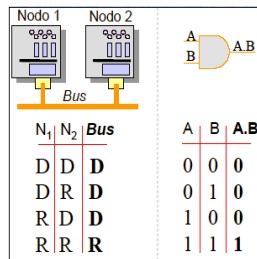 Nodo 1 Nodo 2
Bus
N1 N2 Bus
D D D
D R D
R D D
R R R
A
B
A.B
A B A.B
0 0 0
0 1 0
1 0 0
1 1 1